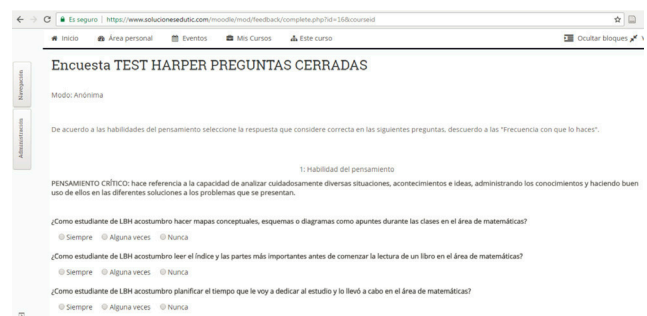 Es seguro | https://www.solucionesedutic.com/moodle/mod/feedback/complete.php?id=16&courseid
Inicio Área personal Eventos Mis Cursos Este curso Ocultar bloques
Navegación
Administración
Encuesta TEST HARPER PREGUNTAS CERRADAS
Modo: Anónima
De acuerdo a las habilidades del pensamiento seleccione la respuesta que considere correcta en las siguientes preguntas, descuerdo a las "Frecuencia con que lo haces".
1: Habilidad del pensamiento
PENSAMIENTO CRÍTICO: hace referencia a la capacidad de analizar cuidadosamente diversas situaciones, acontecimientos e ideas, administrando los conocimientos y haciendo buen
uso de ellos en las diferentes soluciones a los problemas que se presentan.
¿Como estudiante de LBH acostumbro hacer mapas conceptuales, esquemas o diagramas como apuntes durante las clases en el área de matemáticas?
Siempre Alguna veces Nunca
¿Como estudiante de LBH acostumbro leer el índice y las partes más importantes antes de comenzar la lectura de un libro en el área de matemáticas?
Siempre Alguna veces Nunca
¿Como estudiante de LBH acostumbro planificar el tiempo que le voy a dedicar al estudio y lo llevó a cabo en el área de matemáticas?
Siempre Alguna veces Nunca